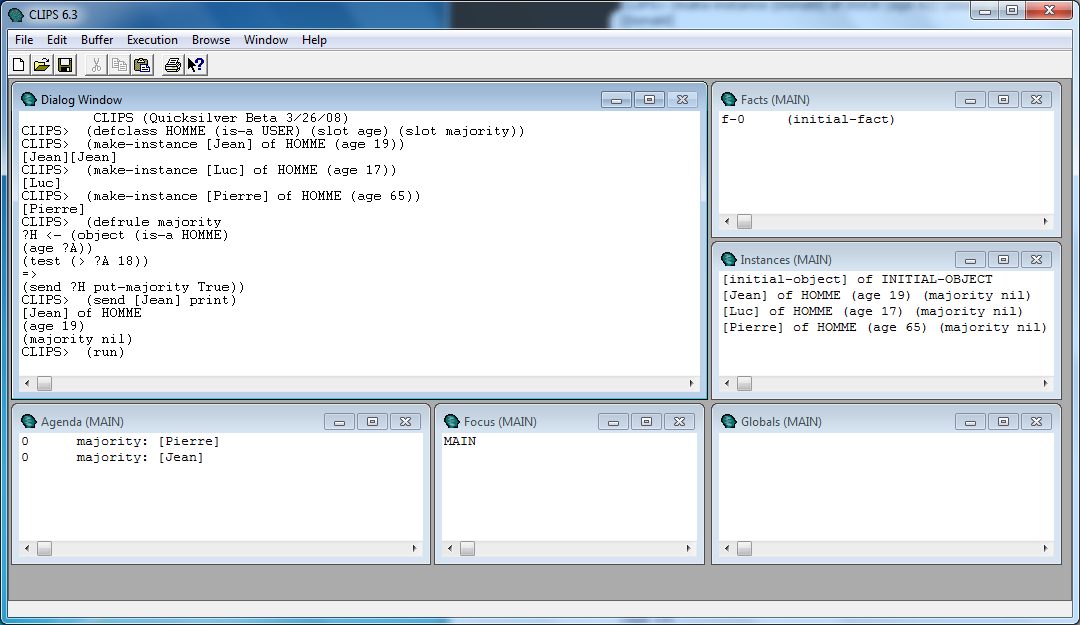 CLIPS 6.3
File Edit Buffer Execution Browse Window Help
Dialog Window
CLIPS (Quicksilver Beta 3/26/08)
CLIPS> (defclass HOMME (is-a USER) (slot age) (slot majority))
CLIPS> (make-instance [Jean] of HOMME (age 19))
[Jean][Jean]
CLIPS> (make-instance [Luc] of HOMME (age 17))
[Luc]
CLIPS> (make-instance [Pierre] of HOMME (age 65))
[Pierre]
CLIPS> (defrule majority
?H <- (object (is-a HOMME)
(age ?A))
(test (> ?A 18))
=>
(send ?H put-majority True))
CLIPS> (send [Jean] print)
[Jean] of HOMME
(age 19)
(majority nil)
CLIPS> (run)
Facts (MAIN)
f-0 (initial-fact)
Instances (MAIN)
[initial-object] of INITIAL-OBJECT
[Jean] of HOMME (age 19) (majority nil)
[Luc] of HOMME (age 17) (majority nil)
[Pierre] of HOMME (age 65) (majority nil)
Agenda (MAIN)
0 majority: [Pierre]
0 majority: [Jean]
Focus (MAIN)
MAIN
Globals (MAIN)